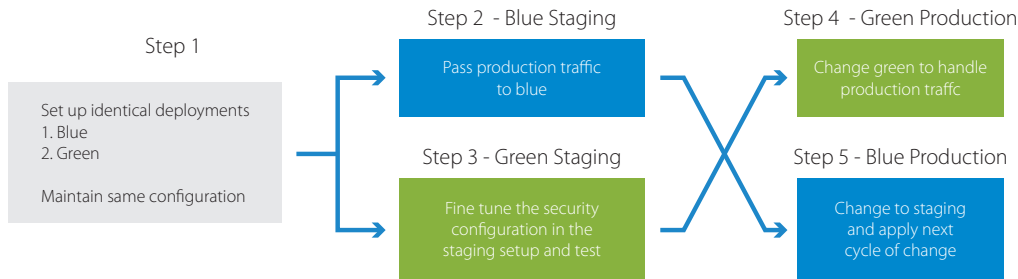 Step 1
Set up identical deployments
1. Blue
2. Green
Maintain same configuration
Step 2 - Blue Staging
Pass production traffic
to blue
Step 3 - Green Staging
Fine tune the security
configuration in the
staging setup and test
Step 4 - Green Production
Change green to handle
production traffc
Step 5 - Blue Production
Change to staging
and apply next
cycle of change